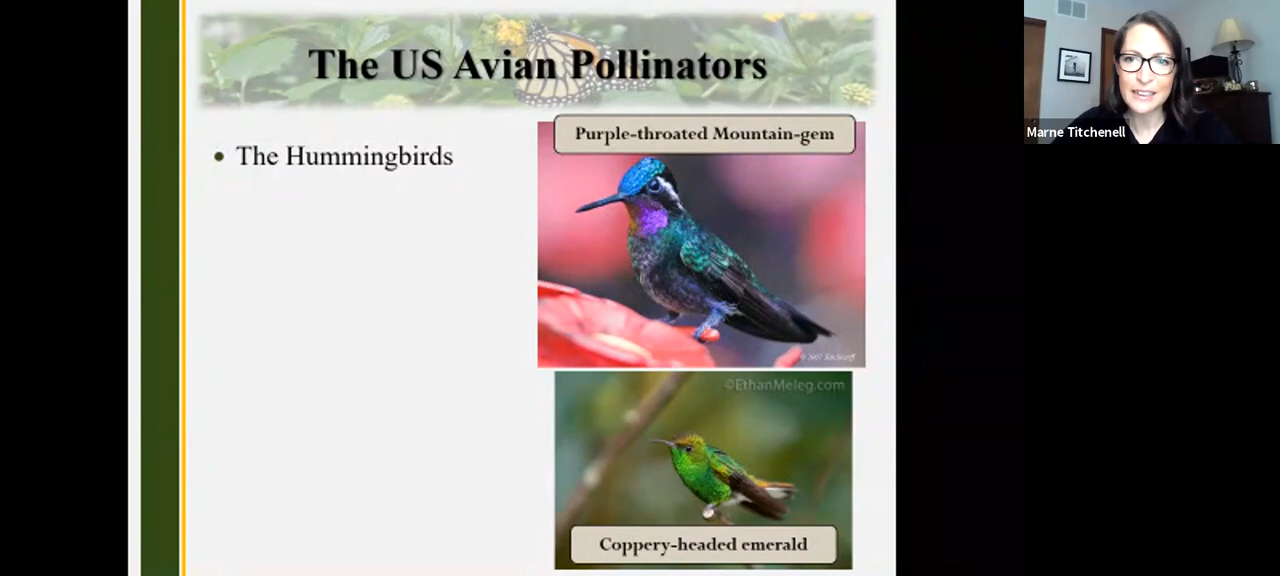 The US Avian Pollinators
Purple-throated Mountain-gem
• The Hummingbirds
Marne Titchenell
©EthanMeleg.com
Coppery-headed emerald